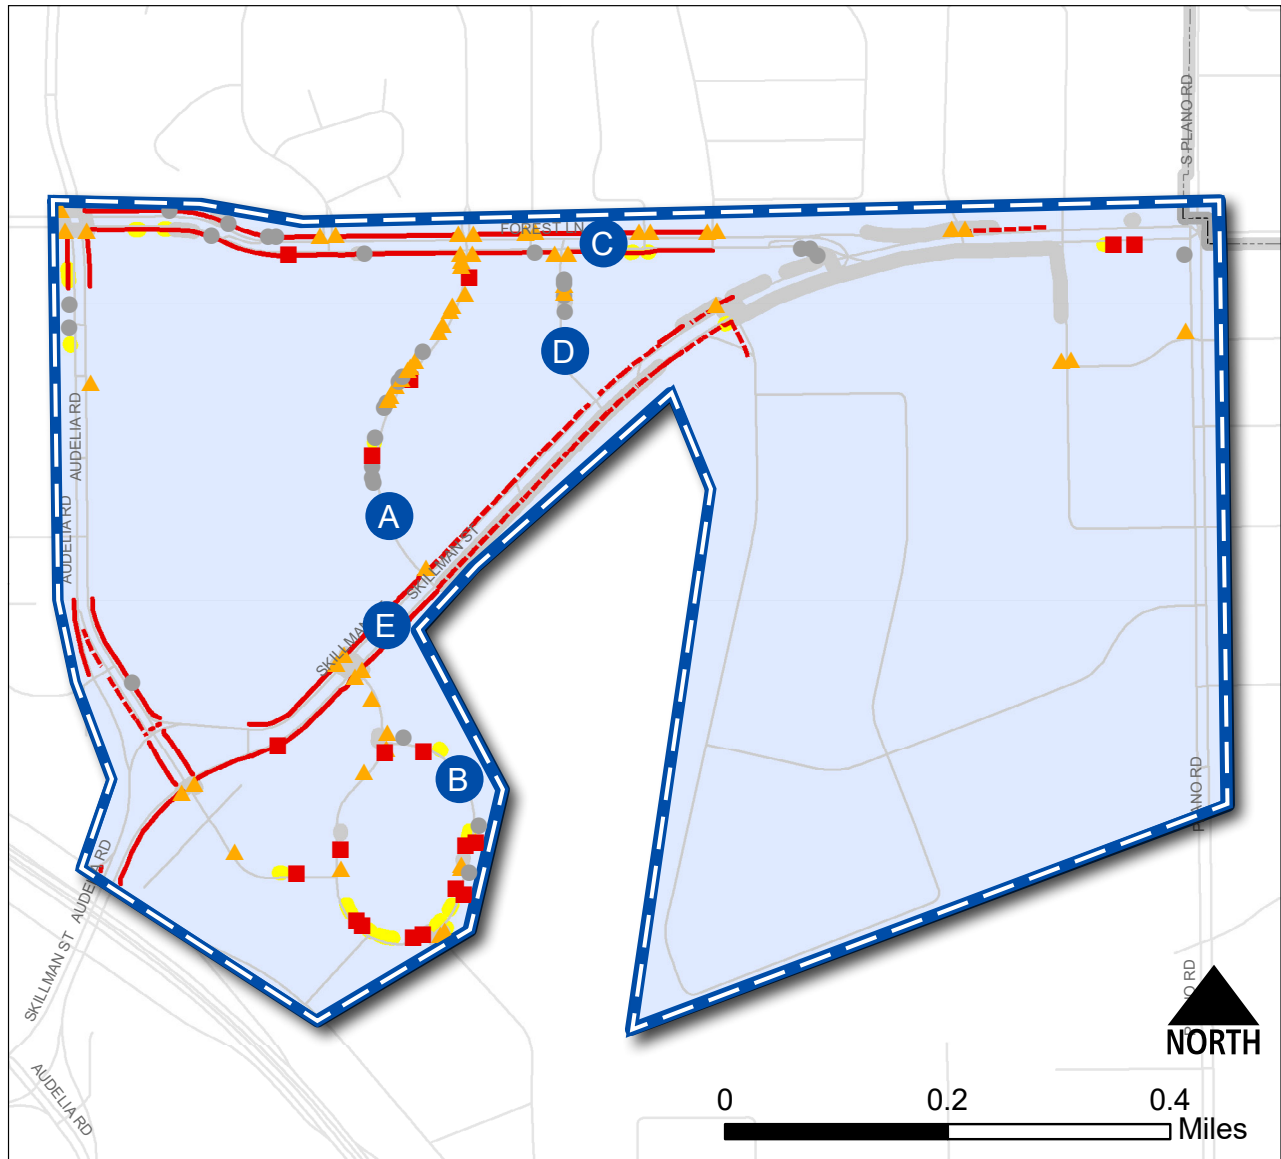 S PLANO RD
FOREST LN
C
D
AUDELIA RD
AUDELIA RD
A
SKILLMAN ST
E
B
PLANO RD
AUDELIA RD
SKILLMAN ST
AUDELIA RD
NORTH
0 0.2 0.4
Miles